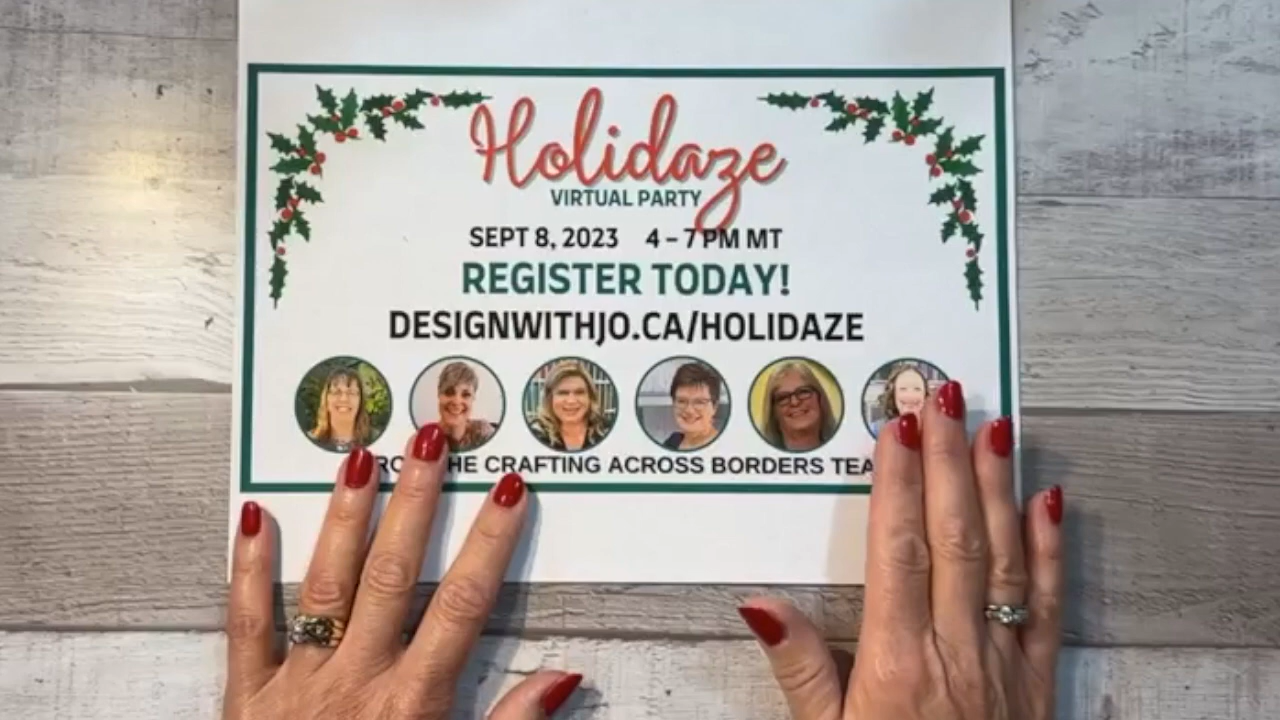 Holidaze
VIRTUAL PARTY
SEPT 8, 2023 4 – 7 PM MT
REGISTER TODAY!
DESIGNWITHJO.CA/HOLIDAZE
CRAFTING ACROSS BORDERS